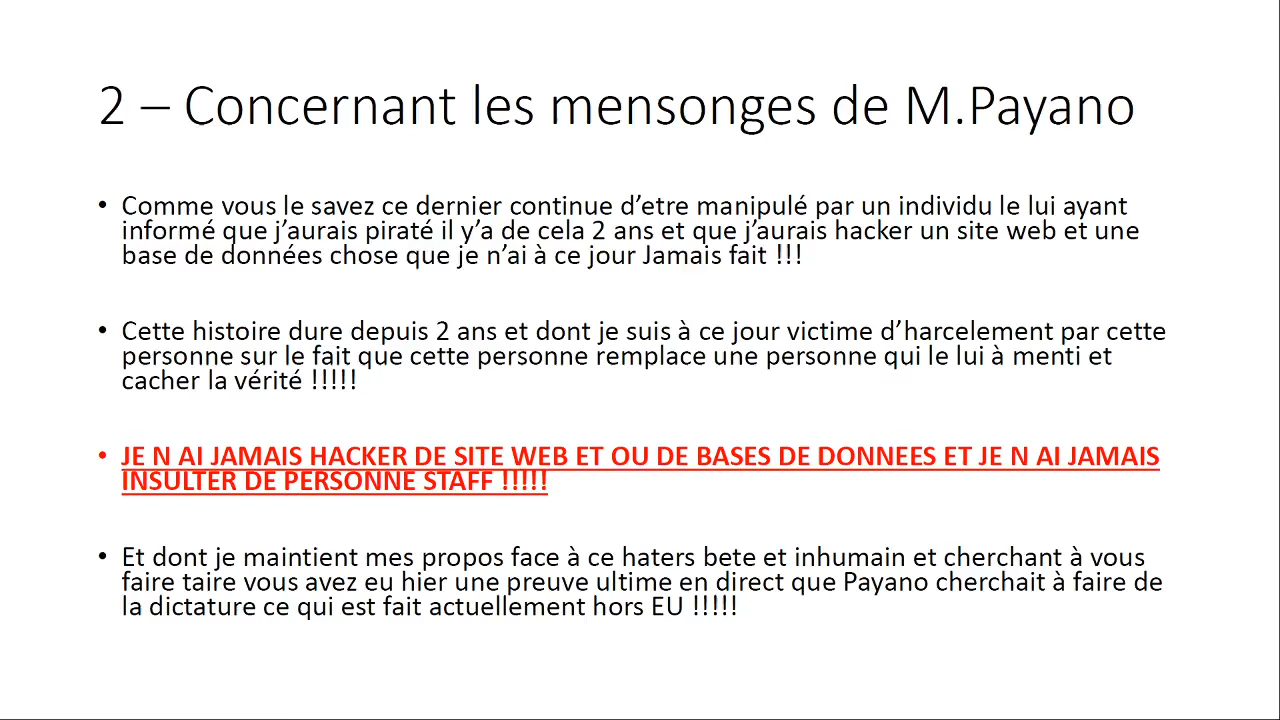 2 – Concernant les mensonges de M.Payano
• Comme vous le savez ce dernier continue d’etre manipulé par un individu le lui ayant
informé que j’aurais piraté il y’a de cela 2 ans et que j’aurais hacker un site web et une
base de données chose que je n’ai à ce jour Jamais fait !!!
• Cette histoire dure depuis 2 ans et dont je suis à ce jour victime d’harcelement par cette
personne sur le fait que cette personne remplace une personne qui le lui à menti et
cacher la vérité !!!!!
• JE N AI JAMAIS HACKER DE SITE WEB ET OU DE BASES DE DONNEES ET JE N AI JAMAIS
INSULTER DE PERSONNE STAFF !!!!!
• Et dont je maintient mes propos face à ce haters bete et inhumain et cherchant à vous
faire taire vous avez eu hier une preuve ultime en direct que Payano cherchait à faire de
la dictature ce qui est fait actuellement hors EU !!!!!